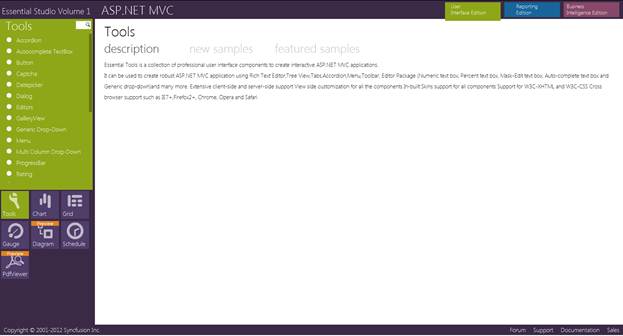 Essential Studio Volume 1
ASP.NET MVC
User
Interface Edition
Reporting
Edition
Business
Intelligence Edition
Tools
Accordion
Autocomplete TextBox
Button
Captcha
Datepicker
Dialog
Editors
GalleryView
Generic Drop-Down
Menu
Multi Column Drop-Down
ProgressBar
Rating
Tools
Chart
Grid
Gauge
Preview
Diagram
Schedule
Preview
PdfViewer
Tools
description
new samples
featured samples
Essential Tools is a collection of professional user interface components to create interactive ASP.NET MVC applications.
It can be used to create robust ASP.NET MVC application using Rich Text Editor,Tree View,Tabs,Accordion,Menu,Toolbar, Editor Package (Numeric text box, Percent text box, Mask-Edit text box, Auto-complete text box and
Generic drop-down)and many more. Extensive client-side and server-side support View side customization for all the components.In-built Skins support for all components Support for W3C-XHTML and W3C-CSS Cross
browser support such as IE7+,Firefox2+, Chrome, Opera and Safari
Copyright © 2001-2012 Syncfusion Inc.
Forum
Support
Documentation
Sales